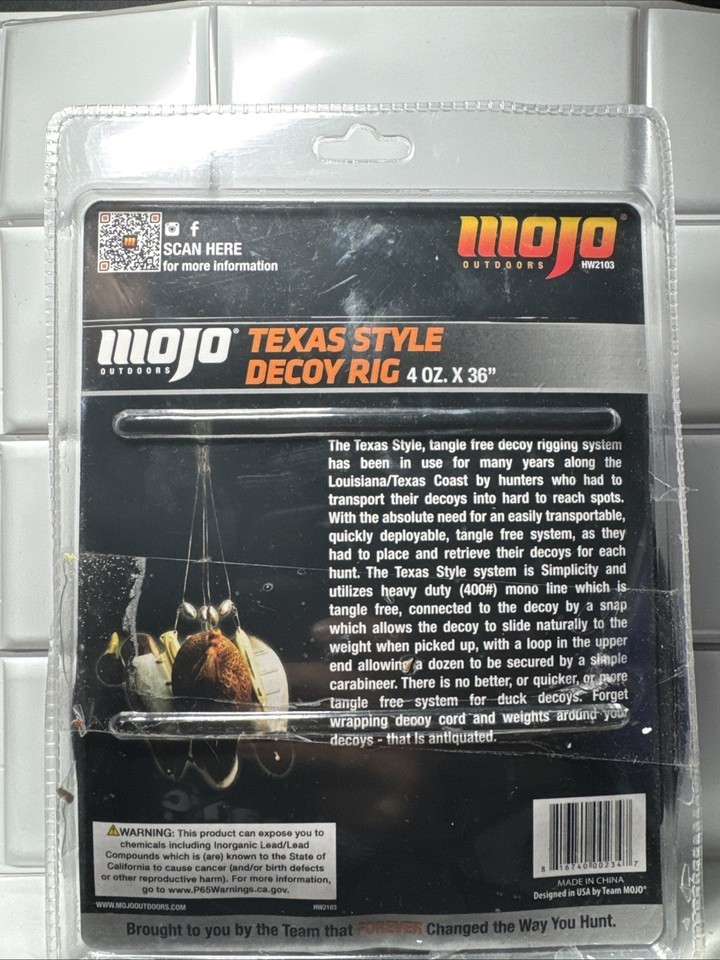 SCAN HERE
for more information
mojo®
OUTDOORS HW2103
mojo® TEXAS STYLE
OUTDOORS DECOY RIG 4 OZ. X 36”
The Texas Style, tangle free decoy rigging system
has been in use for many years along the
Louisiana/Texas Coast by hunters who had to
transport their decoys into hard to reach spots.
With the absolute need for an easily transportable,
quickly deployable, tangle free system, as they
had to place and retrieve their decoys for each
hunt. The Texas Style system is Simplicity and
utilizes heavy duty (400#) mono line which is
tangle free, connected to the decoy by a snap
which allows the decoy to slide naturally to the
weight when picked up, with a loop in the upper
end allowing a dozen to be secured by a simple
carabineer. There is no better, or quicker, or more
tangle free system for duck decoys. Forget
wrapping decoy cord and weights around your
decoys - that is antiquated.
⚠WARNING: This product can expose you to
chemicals including Inorganic Lead/Lead
Compounds which is (are) known to the State of
California to cause cancer (and/or birth defects
or other reproductive harm). For more information,
go to www.P65Warnings.ca.gov.
8 16740 00234 7
MADE IN CHINA
Designed in USA by Team MOJO®
WWW.MOJOOUTDOORS.COM HW2103
Brought to you by the Team that FOREVER Changed the Way You Hunt.